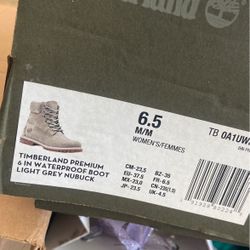 Timberland
6.5
M/M
WOMEN'S/FEMMES
TB 0A1UW
TIMBERLAND PREMIUM
6 IN WATERPROOF BOOT
LIGHT GREY NUBUCK
CM-23.5 BZ-35
EU-37.5 FR-6.5
MX-23.0 CN-235(1.5)
JP-23.5 UK-4.5